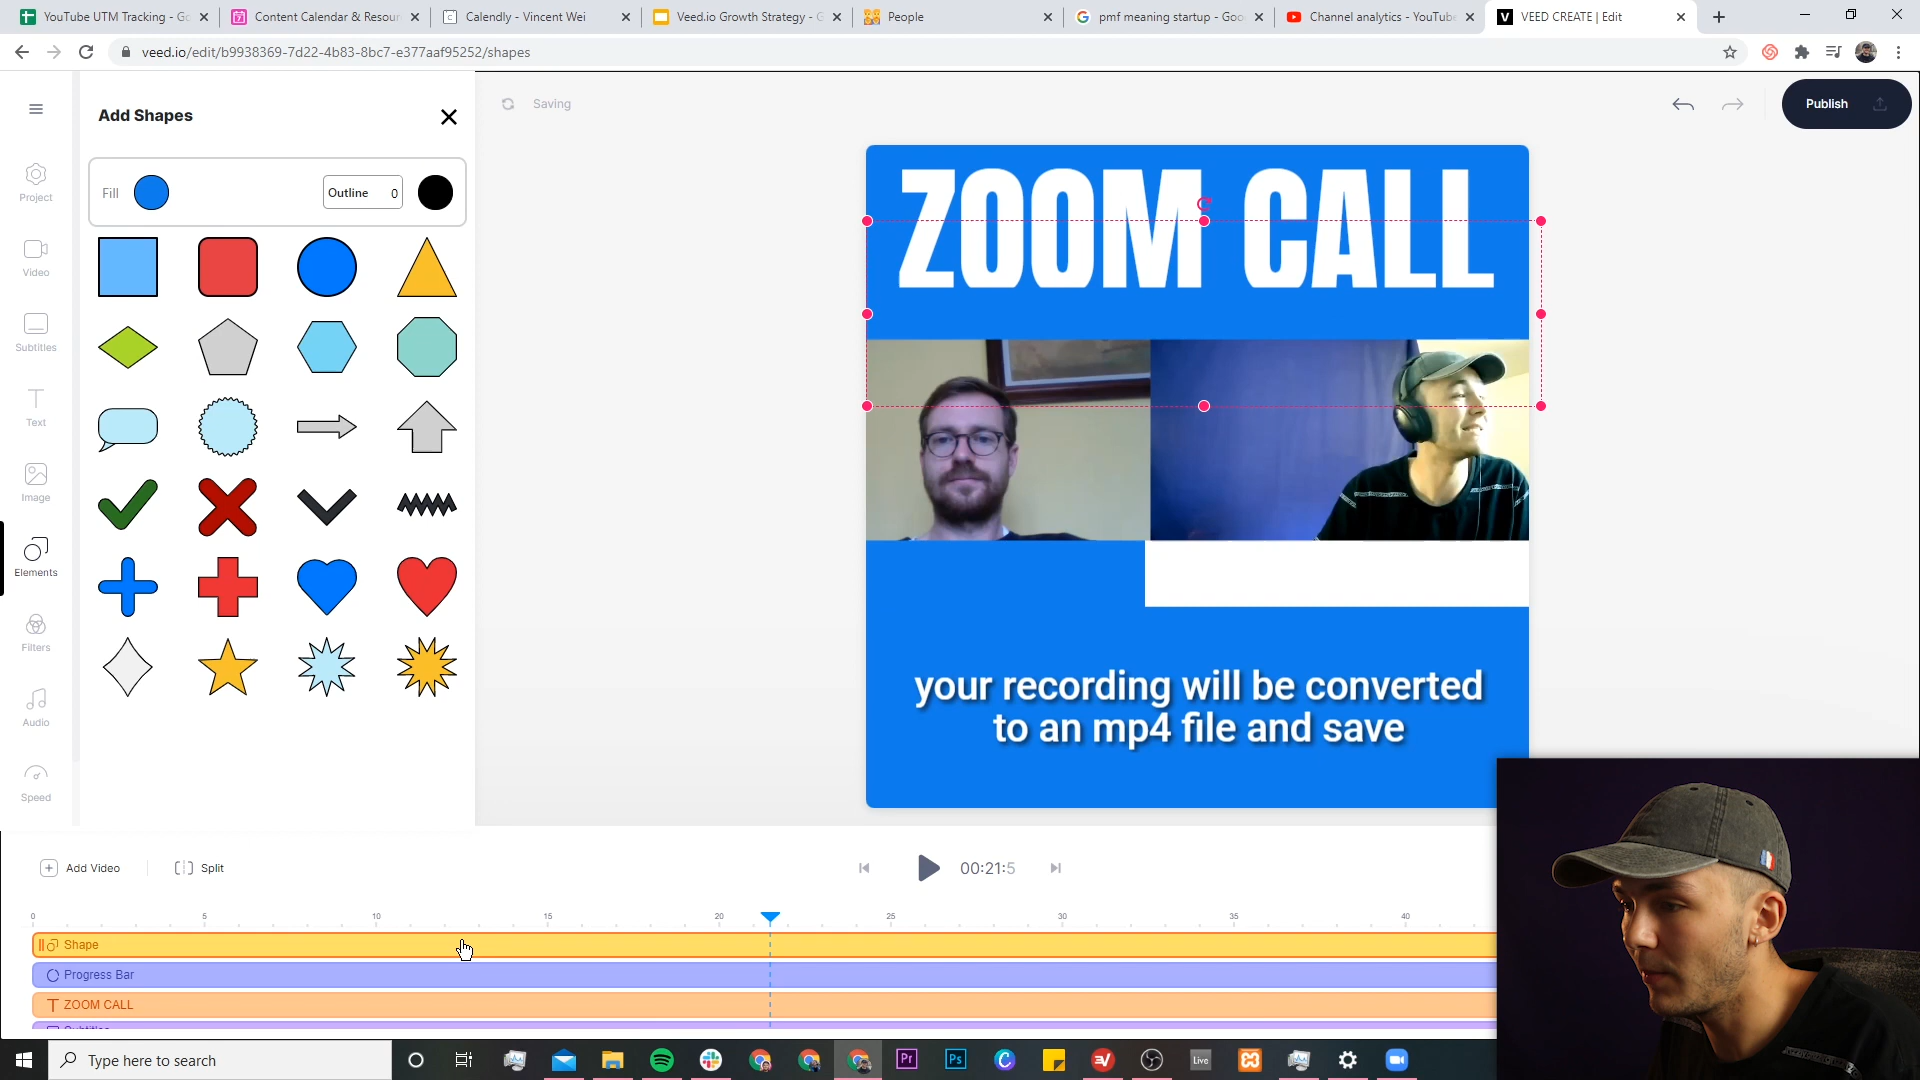 YouTube UTM Tracking - Go
Content Calendar & Resour
Calendly - Vincent Wei
Veed.io Growth Strategy - G
People
pmf meaning startup - Goo
Channel analytics - YouTube
VEED CREATE | Edit
veed.io/edit/b9938369-7d22-4b83-8bc7-e377aaf95252/shapes
Add Shapes
Saving
Publish
Fill
Outline 0
Project
Video
Subtitles
Text
Image
Elements
Filters
Audio
Speed
ZOOM CALL
your recording will be converted
to an mp4 file and save
Add Video
Split
00:21:5
0 5 10 15 20 25 30 35 40
Shape
Progress Bar
ZOOM CALL
Subtitles
Type here to search
Pr
Ps
Live